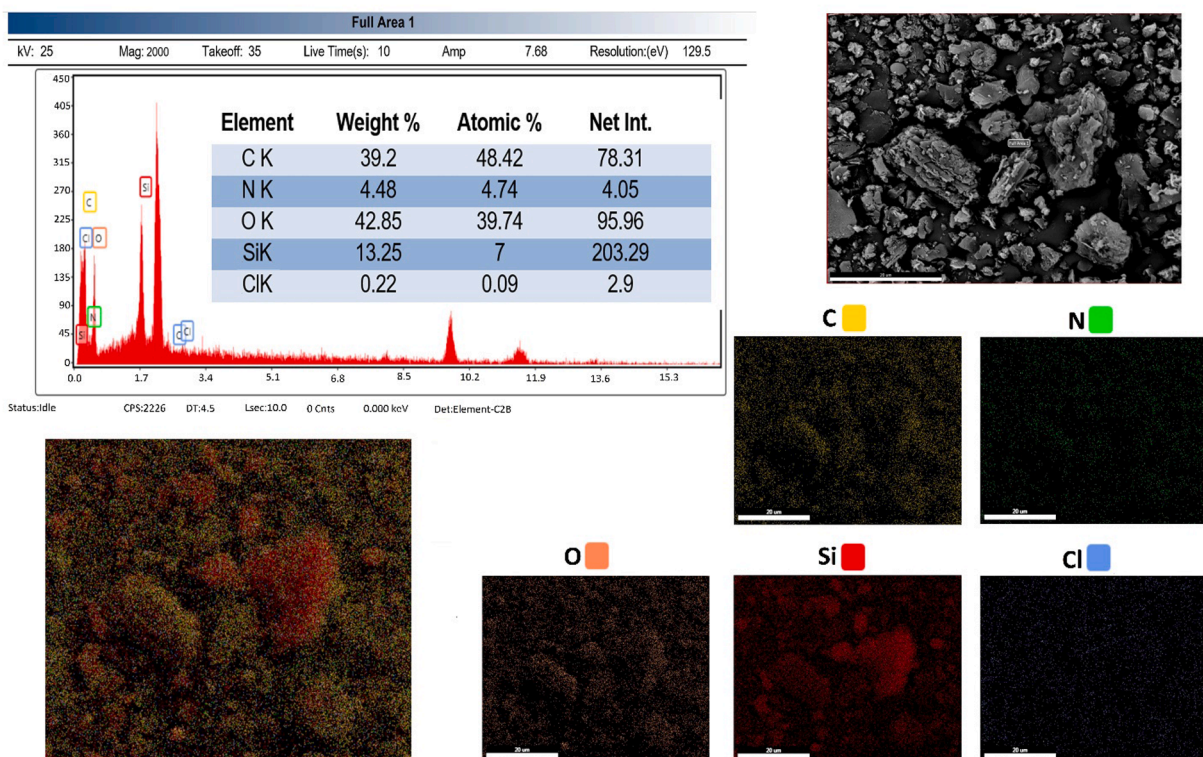 Full Area 1
kV: 25 Mag: 2000 Takeoff: 35 Live Time(s): 10 Amp 7.68 Resolution:(eV) 129.5
450
405
360
315
270
225
180
135
90
45
0
0.0 1.7 3.4 5.1 6.8 8.5 10.2 11.9 13.6 15.3
Si
C
Cl O
N
Cl
Element Weight % Atomic % Net Int.
C K 39.2 48.42 78.31
N K 4.48 4.74 4.05
O K 42.85 39.74 95.96
SiK 13.25 7 203.29
ClK 0.22 0.09 2.9
Status:Idle CPS:2226 DT:4.5 Lsec:10.0 0 Cnts 0.000 keV Det:Element-C2B
Full Area 1
20 um
C
N
20 um
20 um
O
Si
Cl
20 um
20 um
20 um